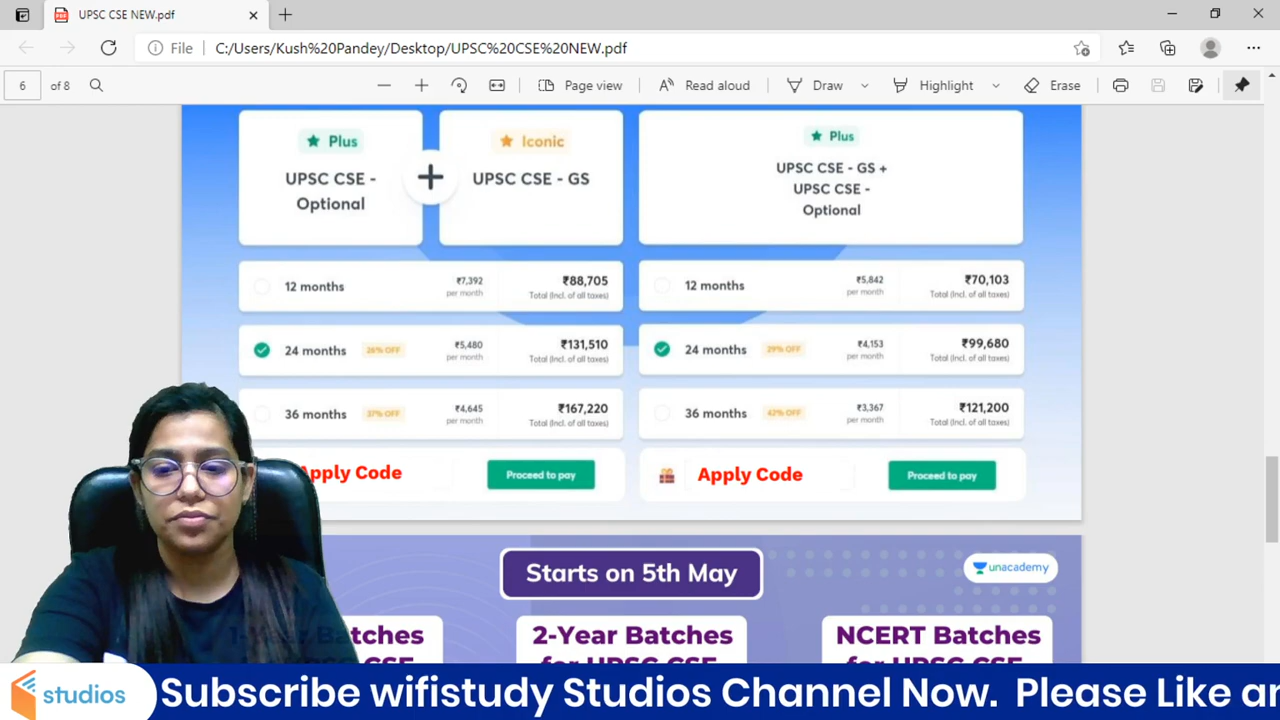 UPSC CSE NEW.pdf
File
C:/Users/Kush%20Pandey/Desktop/UPSC%20CSE%20NEW.pdf
6 of 8
Page view
Read aloud
Draw
Highlight
Erase
Plus
UPSC CSE -
Optional
+
Iconic
UPSC CSE - GS
12 months ₹7,392 per month ₹88,705 Total (Incl. of all taxes)
24 months 26% OFF ₹5,480 per month ₹131,510 Total (Incl. of all taxes)
36 months 37% OFF ₹4,645 per month ₹167,220 Total (Incl. of all taxes)
Apply Code
Proceed to pay
Plus
UPSC CSE - GS +
UPSC CSE -
Optional
12 months ₹5,842 per month ₹70,103 Total (Incl. of all taxes)
24 months 29% OFF ₹4,153 per month ₹99,680 Total (Incl. of all taxes)
36 months 42% OFF ₹3,367 per month ₹121,200 Total (Incl. of all taxes)
Apply Code
Proceed to pay
Starts on 5th May
unacademy
1-Year Batches
2-Year Batches
for UPSC CSE
NCERT Batches
for UPSC CSE
studios
Subscribe wifistudy Studios Channel Now. Please Like